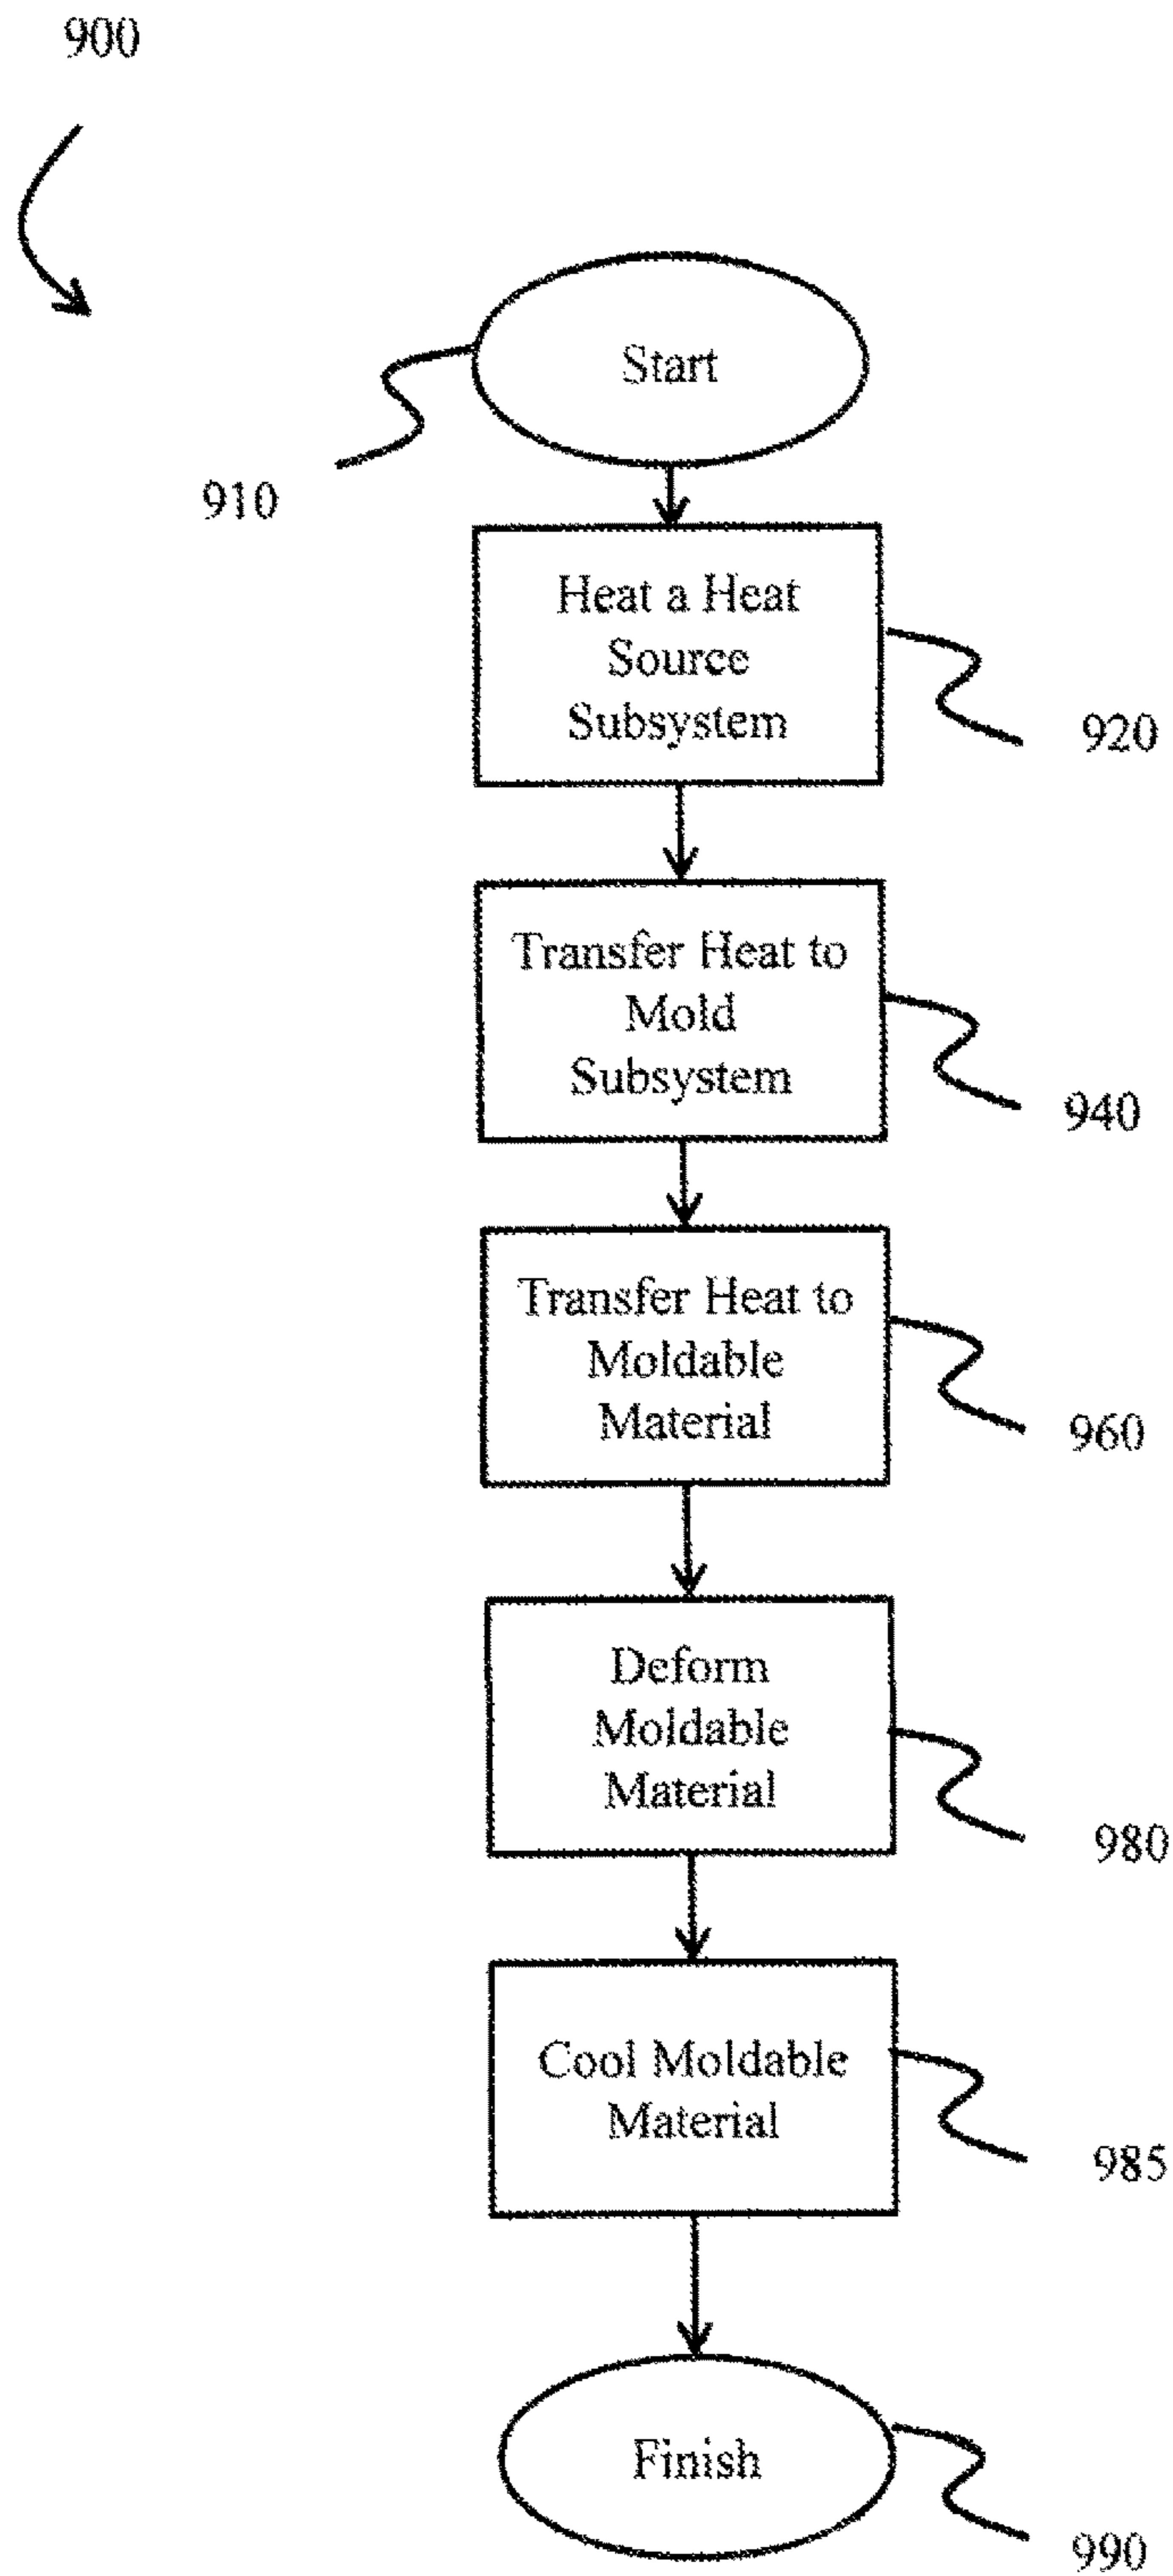 900
Start
910
Heat a Heat
Source
Subsystem
920
Transfer Heat to
Mold
Subsystem
940
Transfer Heat to
Moldable
Material
960
Deform
Moldable
Material
980
Cool Moldable
Material
985
Finish
990